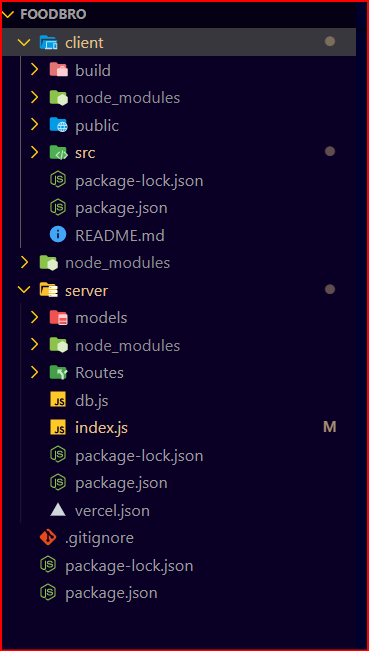 FOODBRO
client
build
node_modules
public
src
package-lock.json
package.json
README.md
node_modules
server
models
node_modules
Routes
db.js
index.js M
package-lock.json
package.json
vercel.json
.gitignore
package-lock.json
package.json